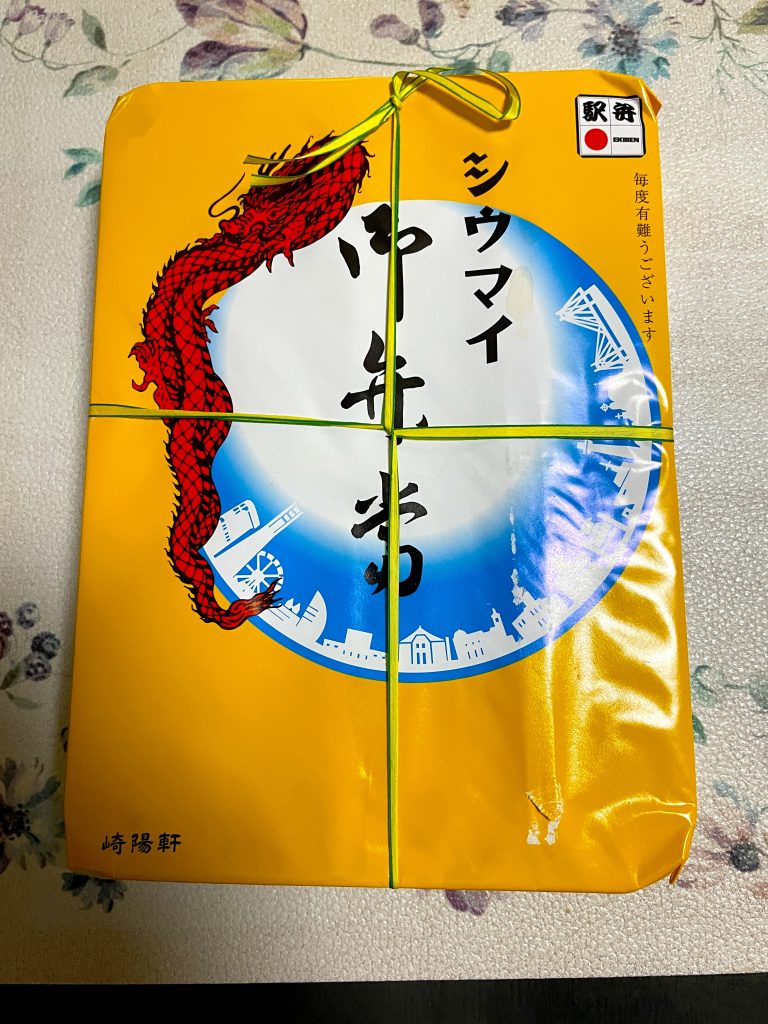 駅弁
EKIBEN
毎度有難うございます
シウマイ
御弁当
崎陽軒